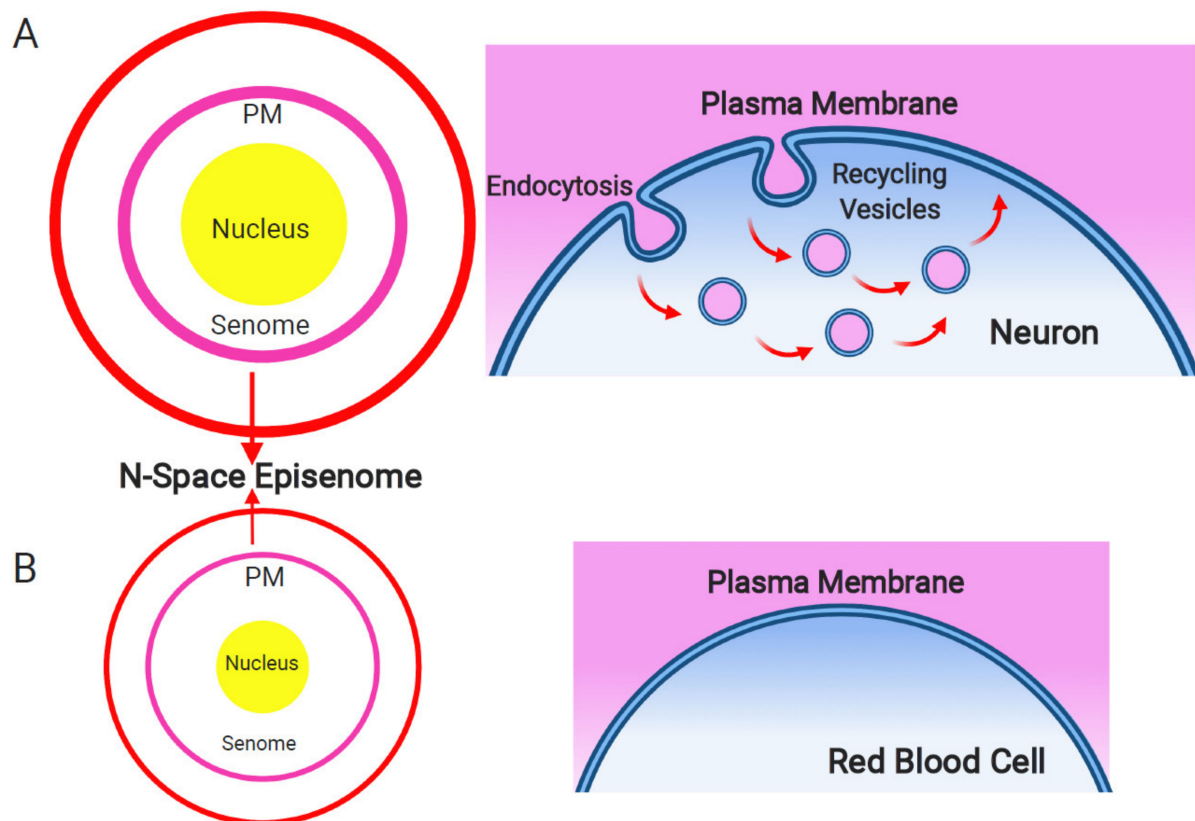 A
PM
Nucleus
Senome
Plasma Membrane
Endocytosis
Recycling
Vesicles
Neuron
N-Space Episenome
B
PM
Nucleus
Senome
Plasma Membrane
Red Blood Cell